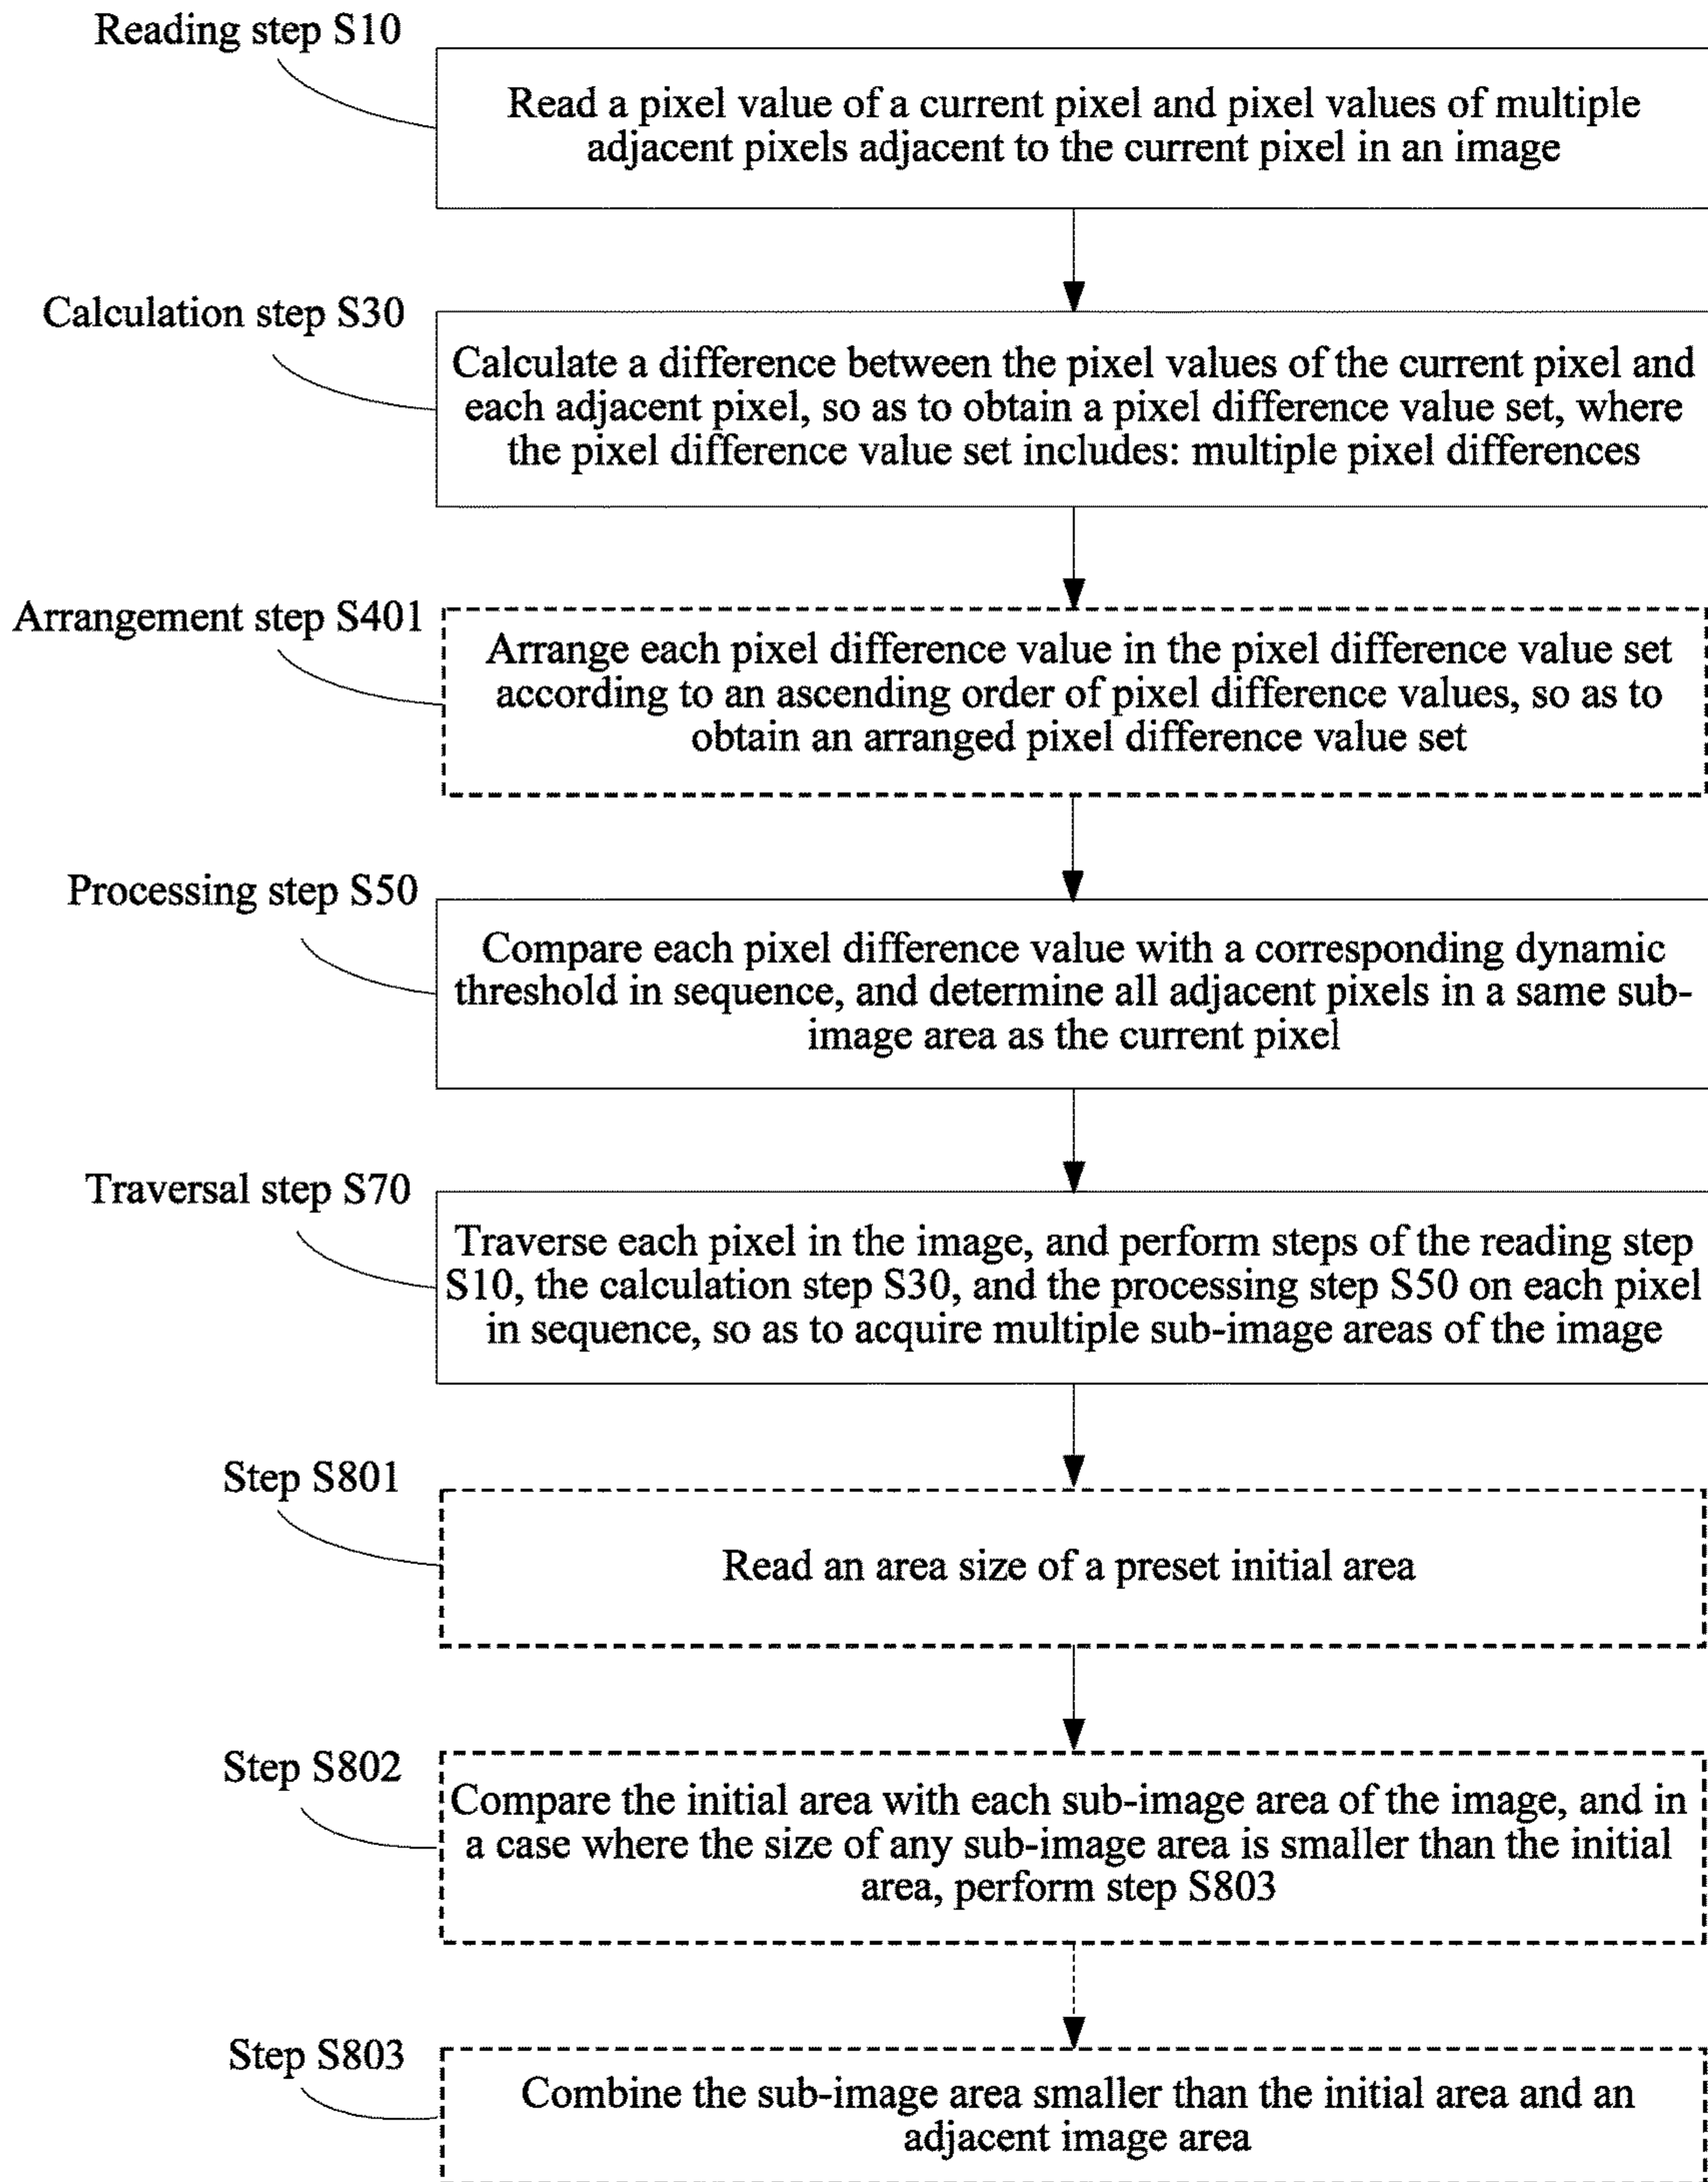 Reading step S10
Read a pixel value of a current pixel and pixel values of multiple
adjacent pixels adjacent to the current pixel in an image
Calculation step S30
Calculate a difference between the pixel values of the current pixel and
each adjacent pixel, so as to obtain a pixel difference value set, where
the pixel difference value set includes: multiple pixel differences
Arrangement step S401
Arrange each pixel difference value in the pixel difference value set
according to an ascending order of pixel difference values, so as to
obtain an arranged pixel difference value set
Processing step S50
Compare each pixel difference value with a corresponding dynamic
threshold in sequence, and determine all adjacent pixels in a same sub-
image area as the current pixel
Traversal step S70
Traverse each pixel in the image, and perform steps of the reading step
S10, the calculation step S30, and the processing step S50 on each pixel
in sequence, so as to acquire multiple sub-image areas of the image
Step S801
Read an area size of a preset initial area
Step S802
Compare the initial area with each sub-image area of the image, and in
a case where the size of any sub-image area is smaller than the initial
area, perform step S803
Step S803
Combine the sub-image area smaller than the initial area and an
adjacent image area